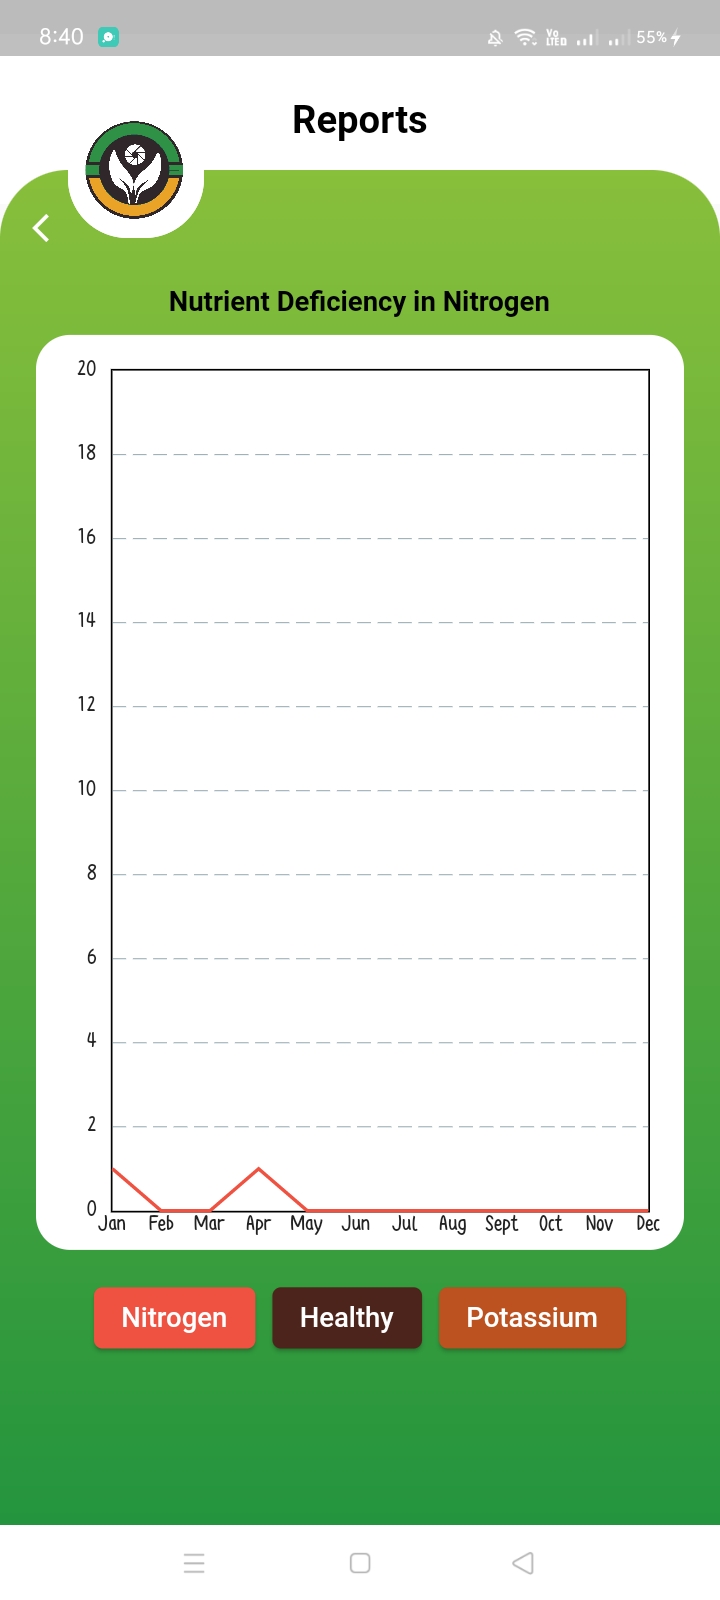 8:40 Vo LTED 55%
Reports
Nutrient Deficiency in Nitrogen
20
18
16
14
12
10
8
6
4
2
0
Jan Feb Mar Apr May Jun Jul Aug Sept Oct Nov Dec
Nitrogen Healthy Potassium